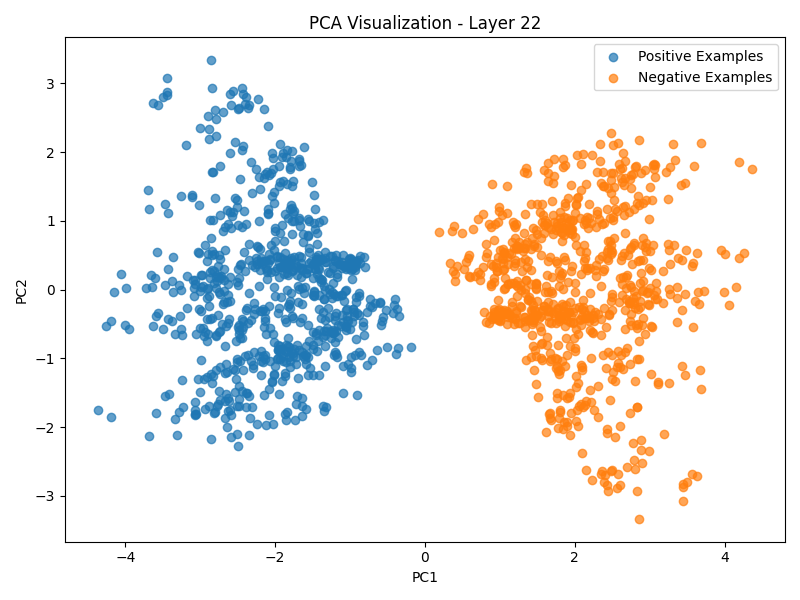 PCA Visualization - Layer 22
Positive Examples
Negative Examples
3
2
1
0
−1
−2
−3
PC2
−4
−2
0
2
4
PC1